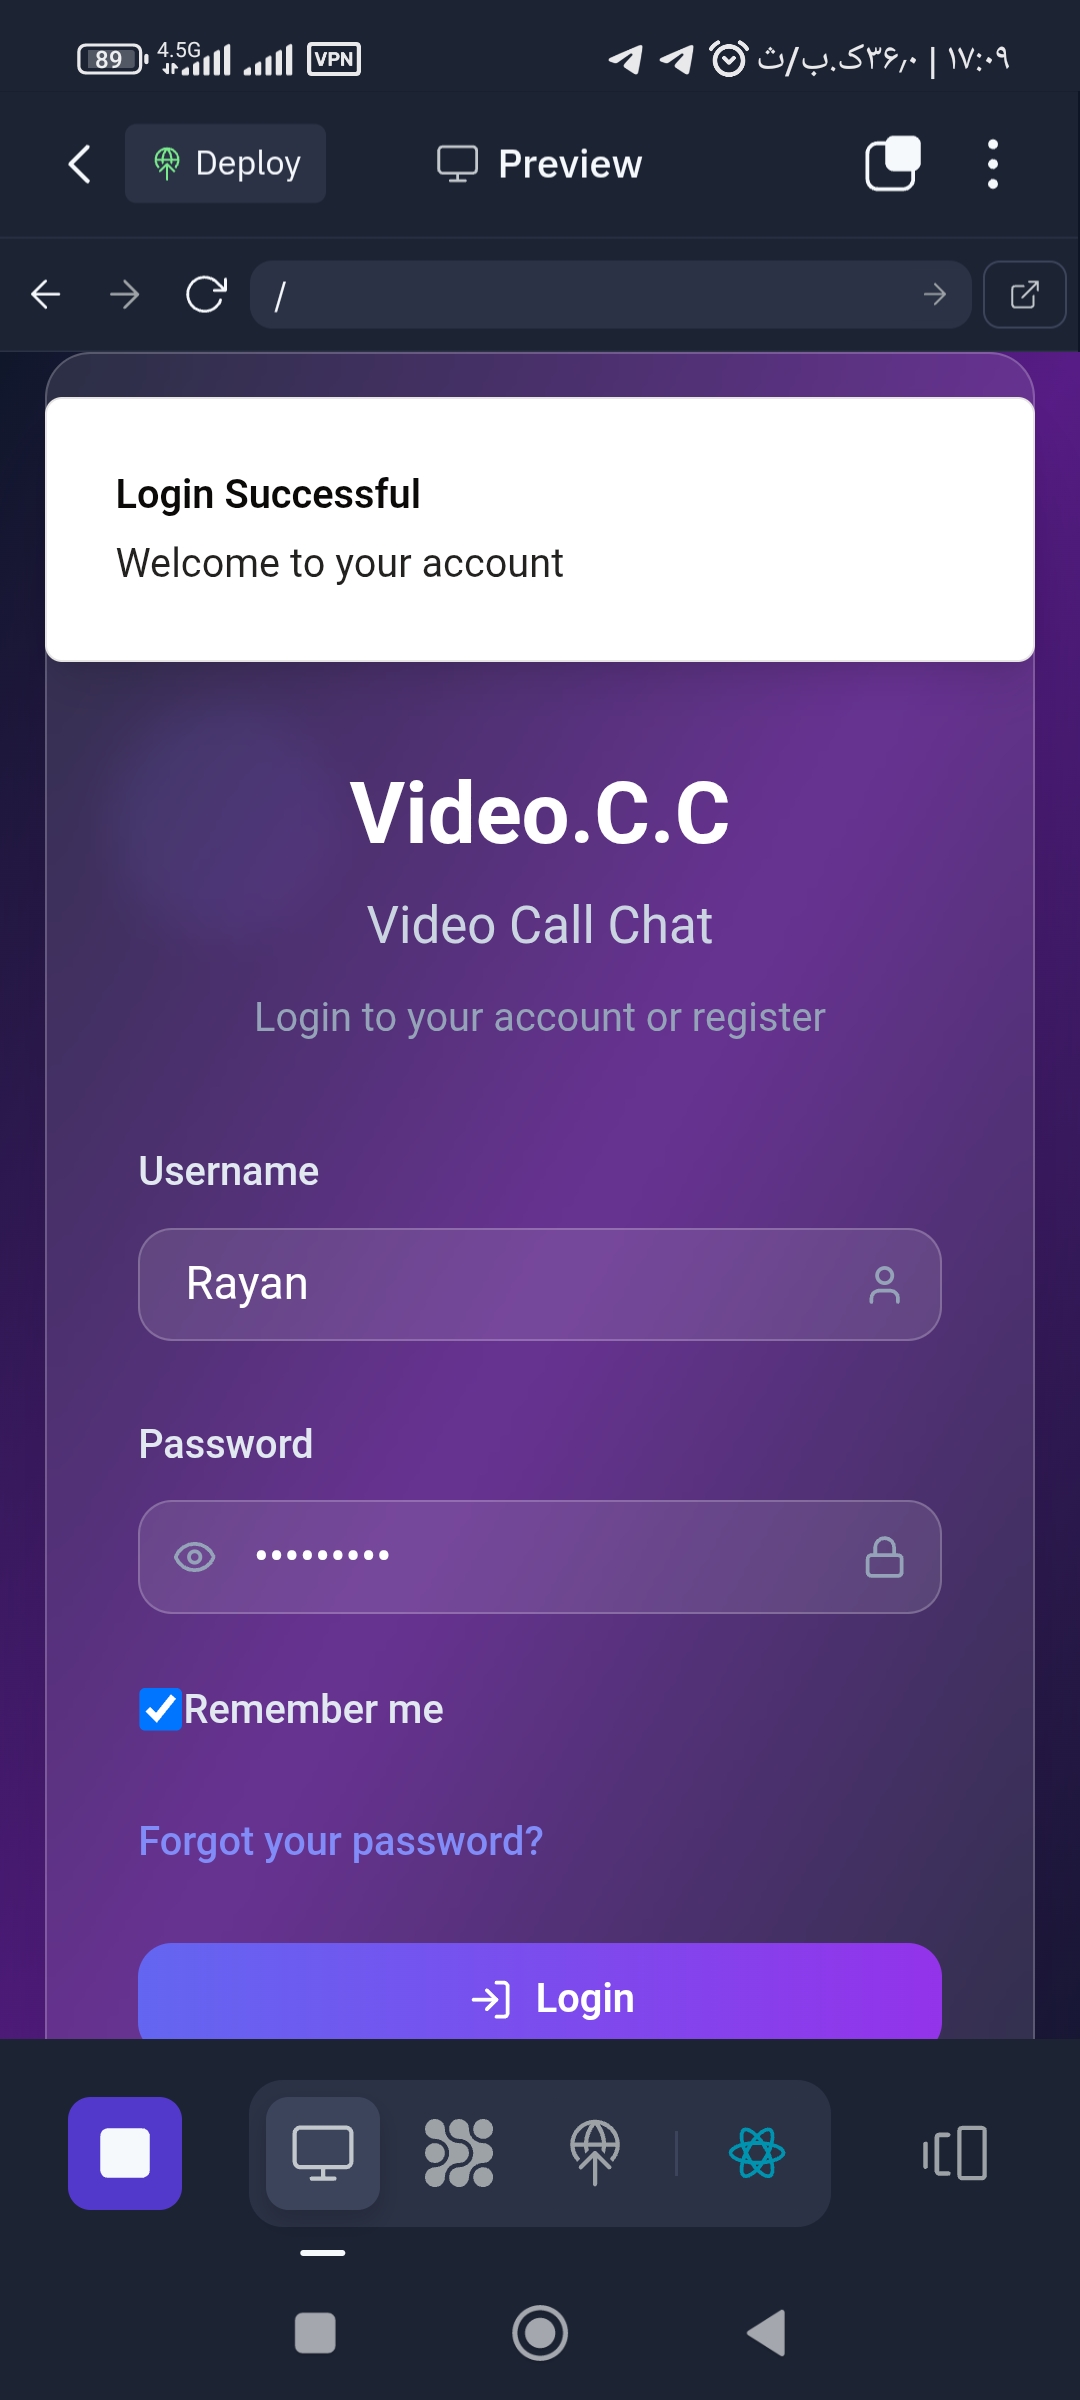 89 4.5G VPN ۳۶٫۰ک.ب/ث | ۱۷:۰۹
Deploy Preview
/
Login Successful
Welcome to your account
Video.C.C
Video Call Chat
Login to your account or register
Username
Rayan
Password
•••••••••
Remember me
Forgot your password?
Login